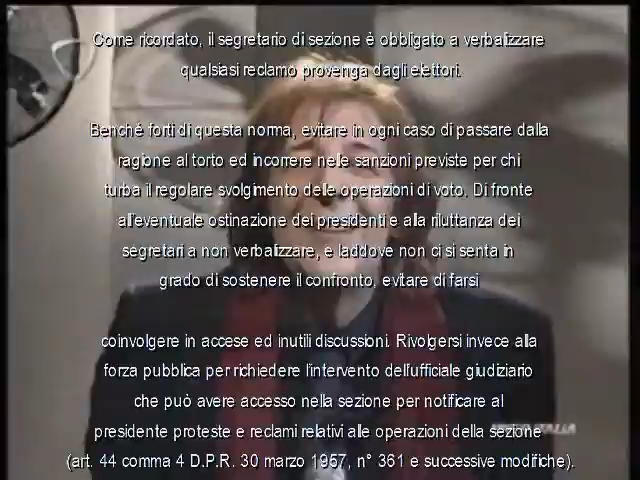 Come ricordato, il segretario di sezione è obbligato a verbalizzare
qualsiasi reclamo provenga dagli elettori.
Benché forti di questa norma, evitare in ogni caso di passare dalla
ragione al torto ed incorrere nelle sanzioni previste per chi
turba il regolare svolgimento delle operazioni di voto. Di fronte
all'eventuale ostinazione dei presidenti e alla riluttanza dei
segretari a non verbalizzare, e laddove non ci si senta in
grado di sostenere il confronto, evitare di farsi
coinvolgere in accese ed inutili discussioni. Rivolgersi invece alla
forza pubblica per richiedere l'intervento dell'ufficiale giudiziario
che può avere accesso nella sezione per notificare al
presidente proteste e reclami relativi alle operazioni della sezione
ITALIA
(art. 44 comma 4 D.P.R. 30 marzo 1957, n° 361 e successive modifiche).